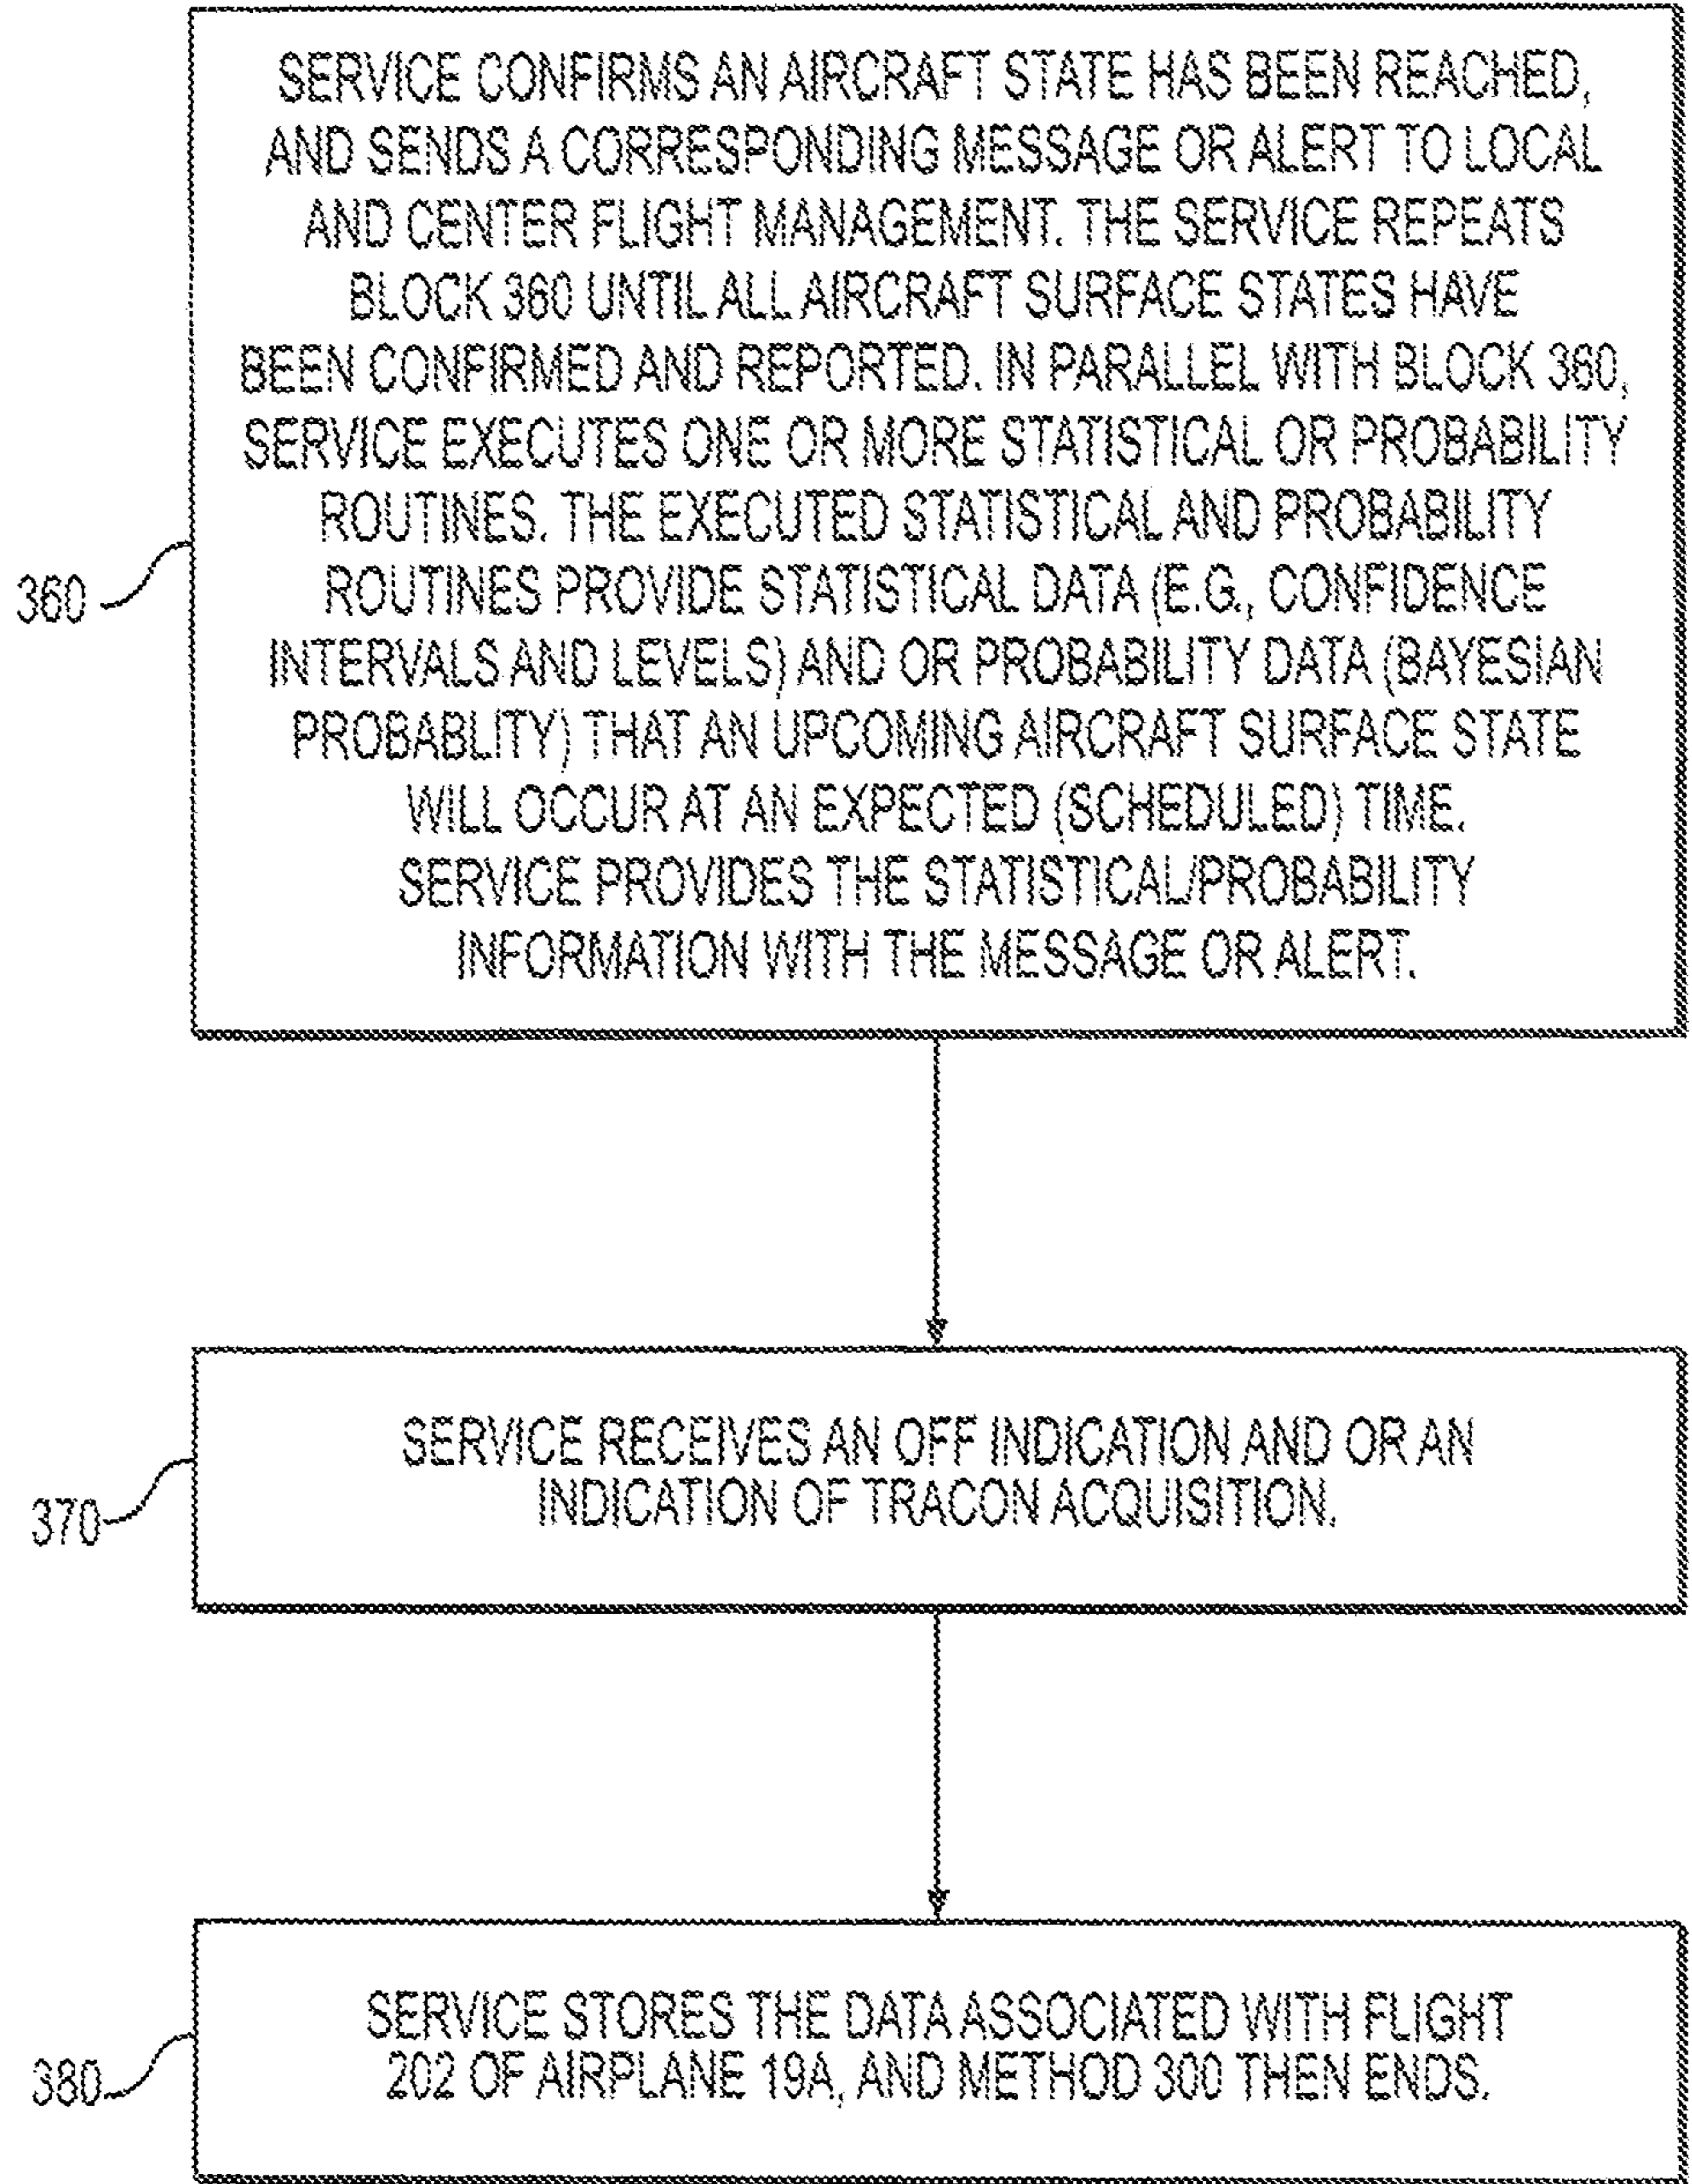 SERVICE CONFIRMS AN AIRCRAFT STATE HAS BEEN REACHED,
AND SENDS A CORRESPONDING MESSAGE OR ALERT TO LOCAL
AND CENTER FLIGHT MANAGEMENT. THE SERVICE REPEATS
BLOCK 360 UNTIL ALL AIRCRAFT SURFACE STATES HAVE
BEEN CONFIRMED AND REPORTED. IN PARALLEL WITH BLOCK 360,
SERVICE EXECUTES ONE OR MORE STATISTICAL OR PROBABILITY
ROUTINES. THE EXECUTED STATISTICAL AND PROBABILITY
ROUTINES PROVIDE STATISTICAL DATA (E.G., CONFIDENCE
INTERVALS AND LEVELS) AND OR PROBABILITY DATA (BAYESIAN
PROBABLITY) THAT AN UPCOMING AIRCRAFT SURFACE STATE
WILL OCCUR AT AN EXPECTED (SCHEDULED) TIME.
SERVICE PROVIDES THE STATISTICAL/PROBABILITY
INFORMATION WITH THE MESSAGE OR ALERT.
360
SERVICE RECEIVES AN OFF INDICATION AND OR AN
INDICATION OF TRACON ACQUISITION.
370
SERVICE STORES THE DATA ASSOCIATED WITH FLIGHT
202 OF AIRPLANE 19A, AND METHOD 300 THEN ENDS.
380